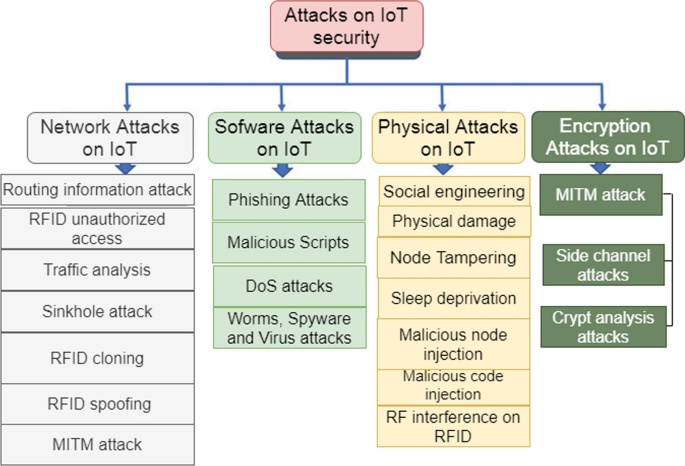 Attacks on IoT
security
Network Attacks
on IoT
Routing information attack
RFID unauthorized
access
Traffic analysis
Sinkhole attack
RFID cloning
RFID spoofing
MITM attack
Sofware Attacks
on IoT
Phishing Attacks
Malicious Scripts
DoS attacks
Worms, Spyware
and Virus attacks
Physical Attacks
on IoT
Social engineering
Physical damage
Node Tampering
Sleep deprivation
Malicious node
injection
Malicious code
injection
RF interference on
RFID
Encryption
Attacks on IoT
MITM attack
Side channel
attacks
Crypt analysis
attacks